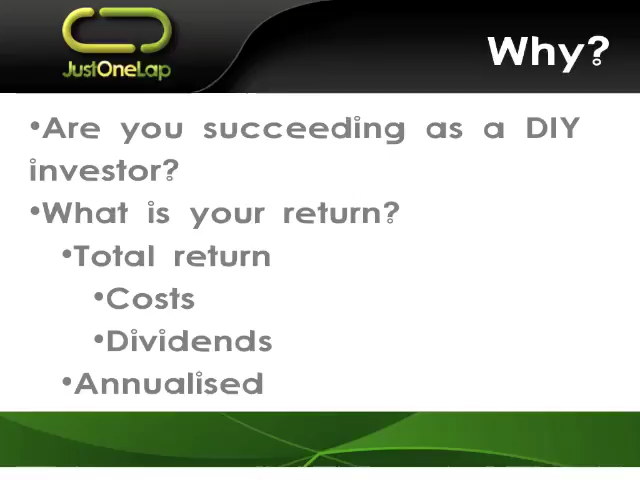 JustOneLap
Why?
•Are you succeeding as a DIY
investor?
•What is your return?
•Total return
•Costs
•Dividends
•Annualised